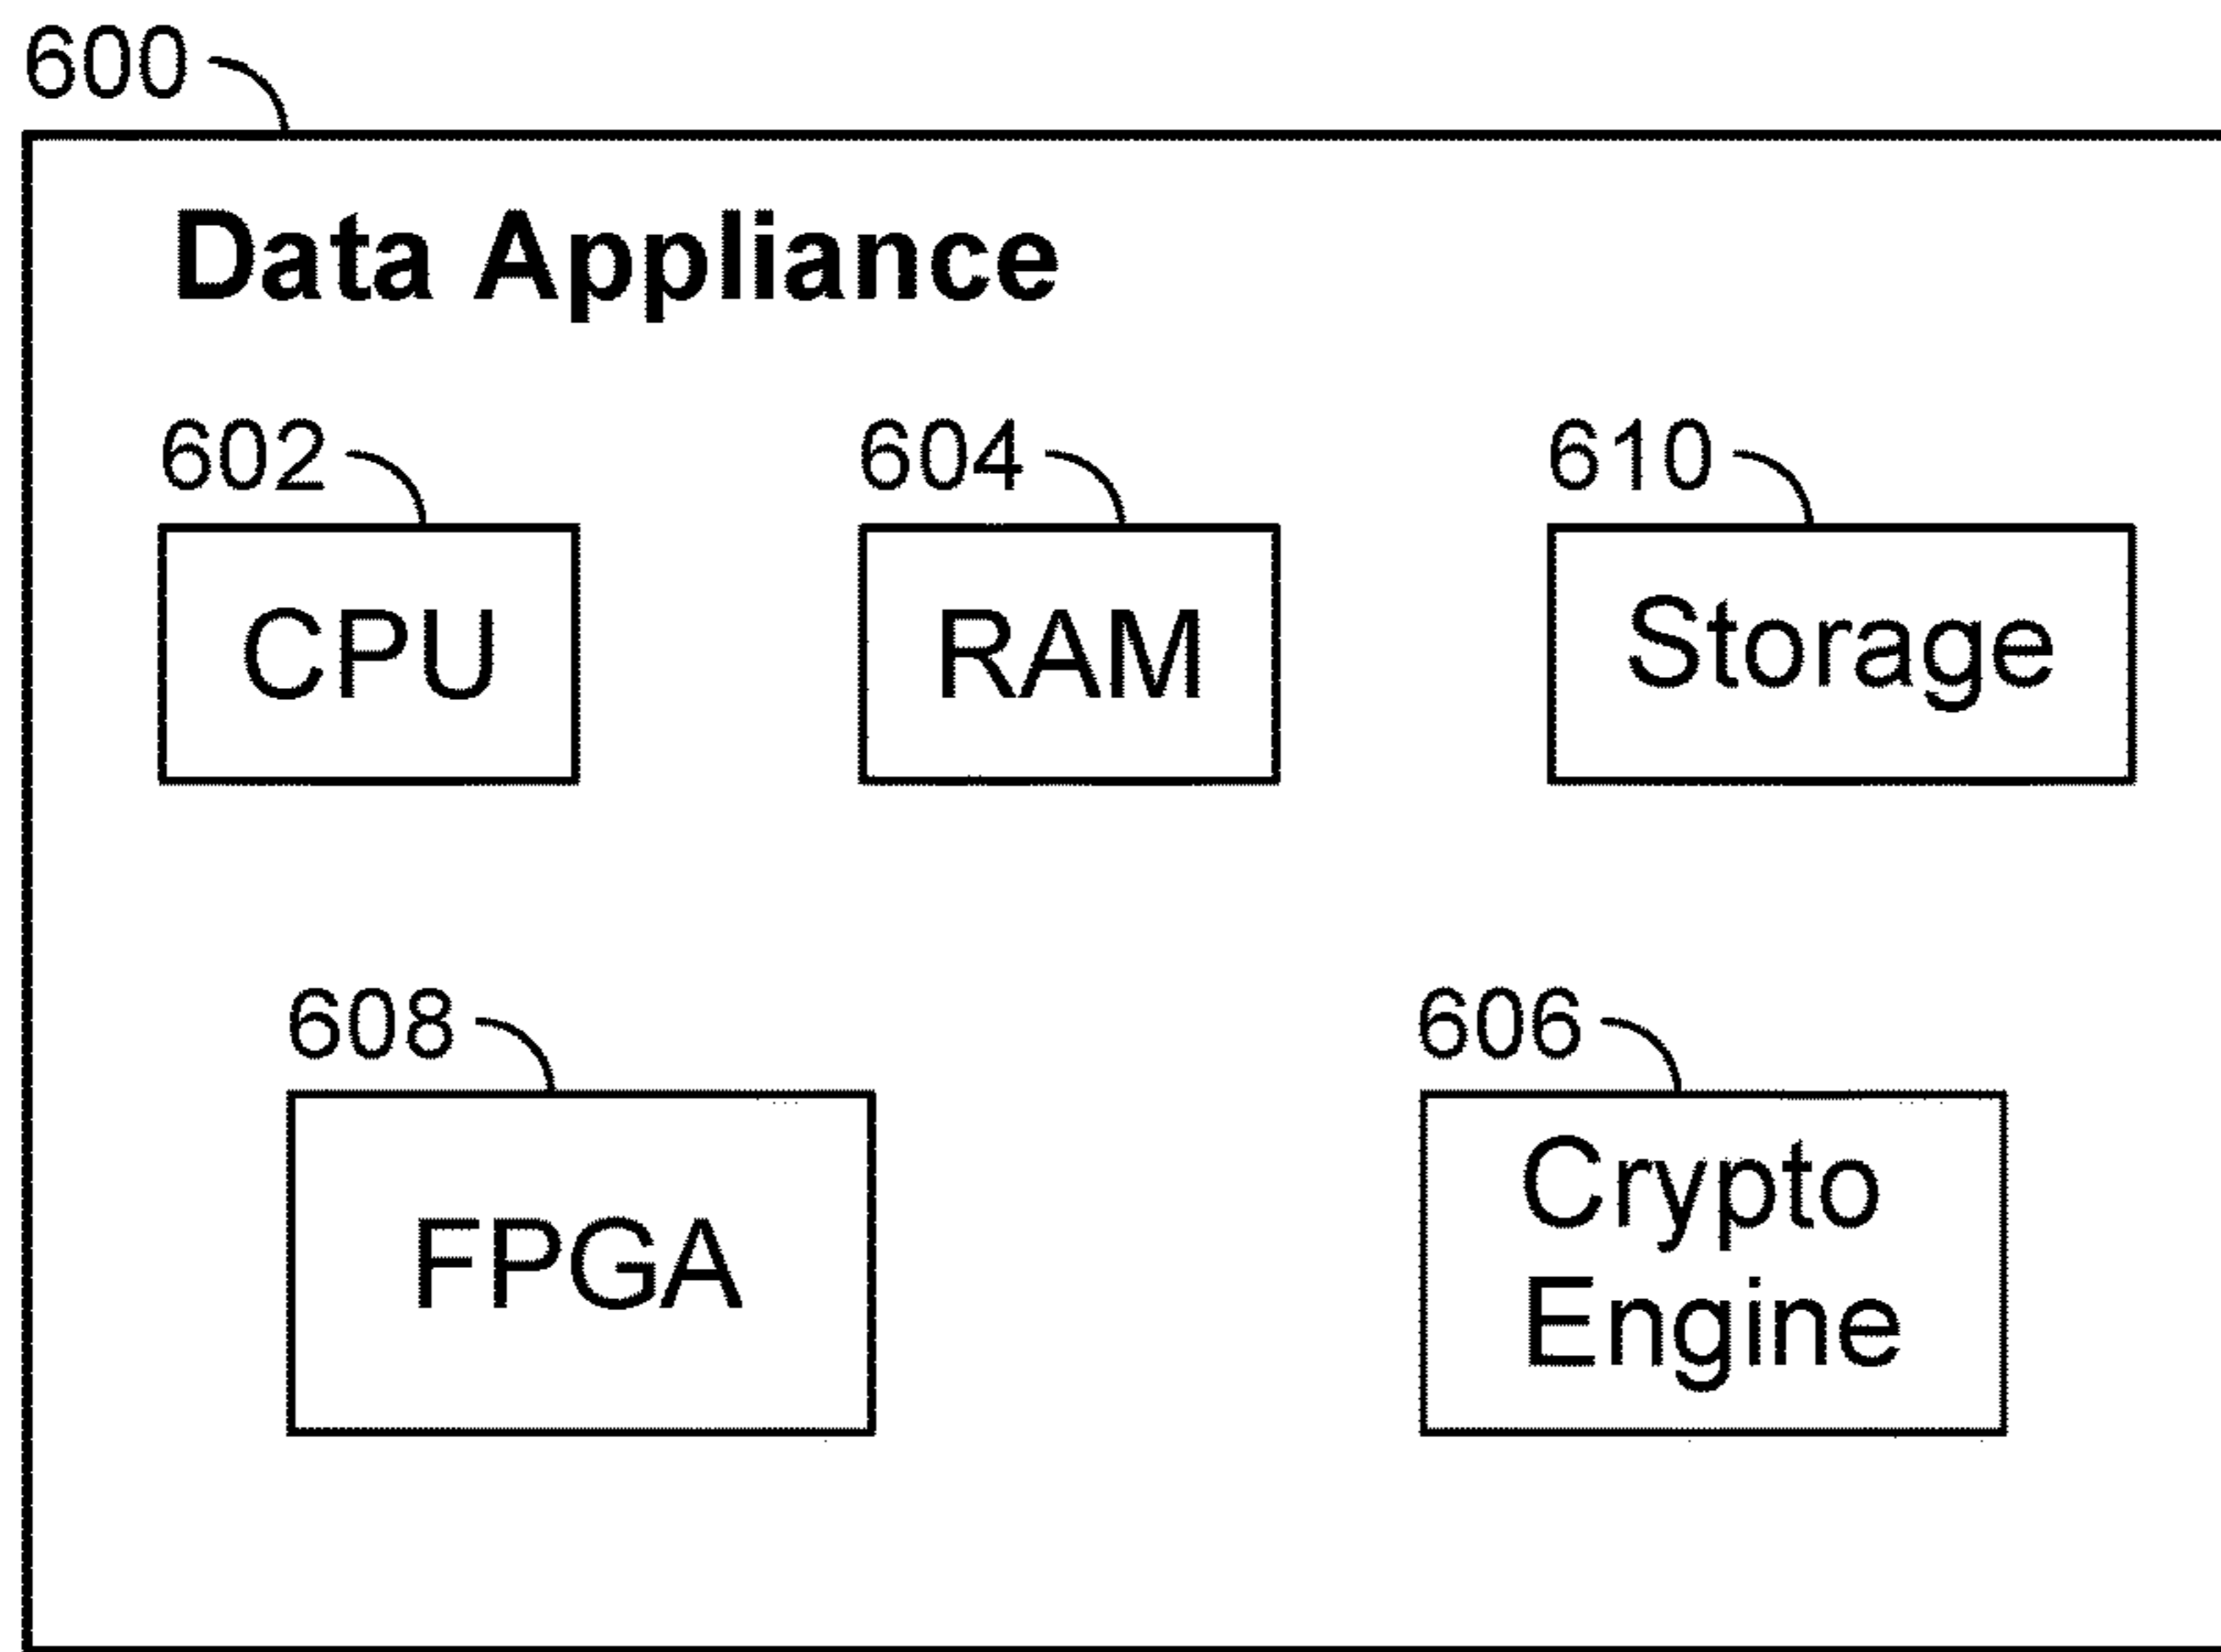 600
Data Appliance
602
604
610
CPU
RAM
Storage
608
606
FPGA
Crypto
Engine